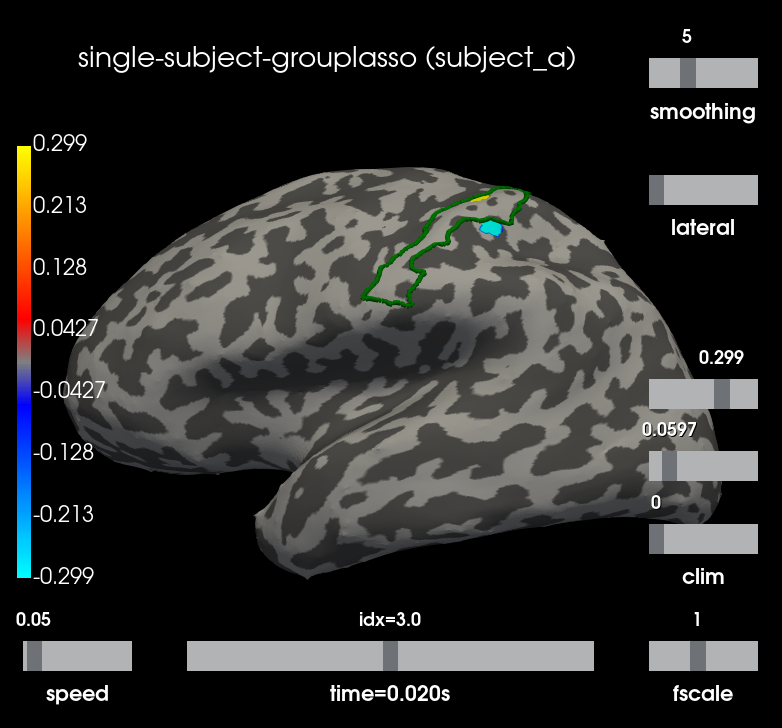 single-subject-grouplasso (subject_a)
5
smoothing
lateral
0.299
0.213
0.128
0.0427
-0.0427
-0.128
-0.213
-0.299
0.299
0.0597
0
clim
0.05
speed
idx=3.0
time=0.020s
1
fscale